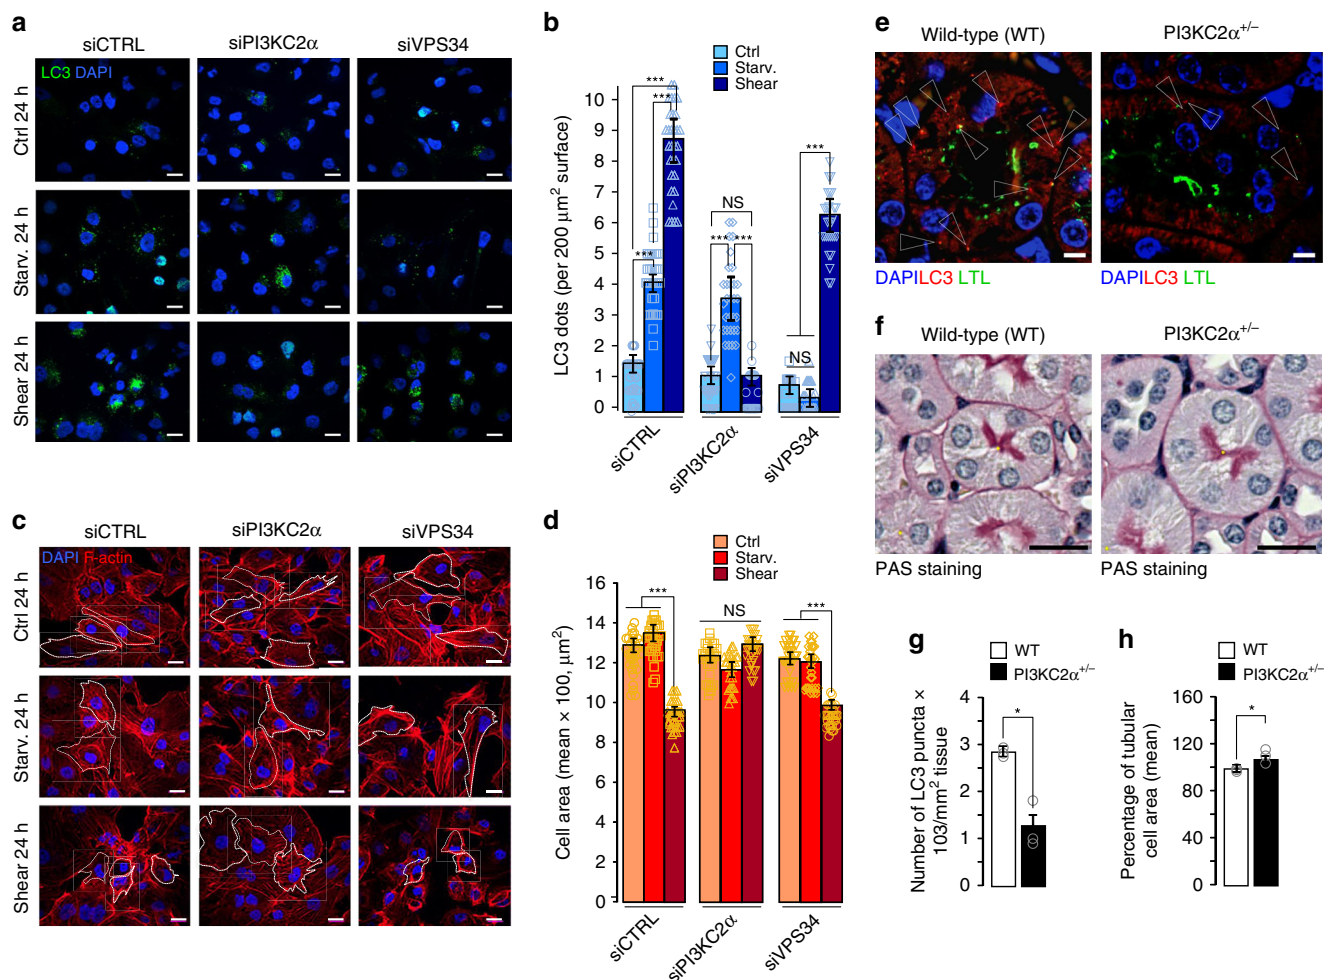 a
siCTRL
siPI3KC2α
siVPS34
LC3 DAPI
Ctrl 24 h
Starv. 24 h
Shear 24 h
b
Ctrl
Starv.
Shear
LC3 dots (per 200 μm² surface)
10
9
8
7
6
5
4
3
2
1
0
***
***
***
NS
***
***
***
NS
siCTRL
siPI3KC2α
siVPS34
c
siCTRL
siPI3KC2α
siVPS34
DAPI F-actin
Ctrl 24 h
Starv. 24 h
Shear 24 h
d
Ctrl
Starv.
Shear
Cell area (mean × 100, μm²)
16
14
12
10
8
6
4
2
0
***
NS
***
siCTRL
siPI3KC2α
siVPS34
e
Wild-type (WT)
PI3KC2α+/−
DAPI LC3 LTL
DAPI LC3 LTL
f
Wild-type (WT)
PI3KC2α+/−
PAS staining
PAS staining
g
WT
PI3KC2α+/−
Number of LC3 puncta ×
103/mm² tissue
4
3
2
1
0
*
h
WT
PI3KC2α+/−
Percentage of tubular
cell area (mean)
160
120
80
40
0
*